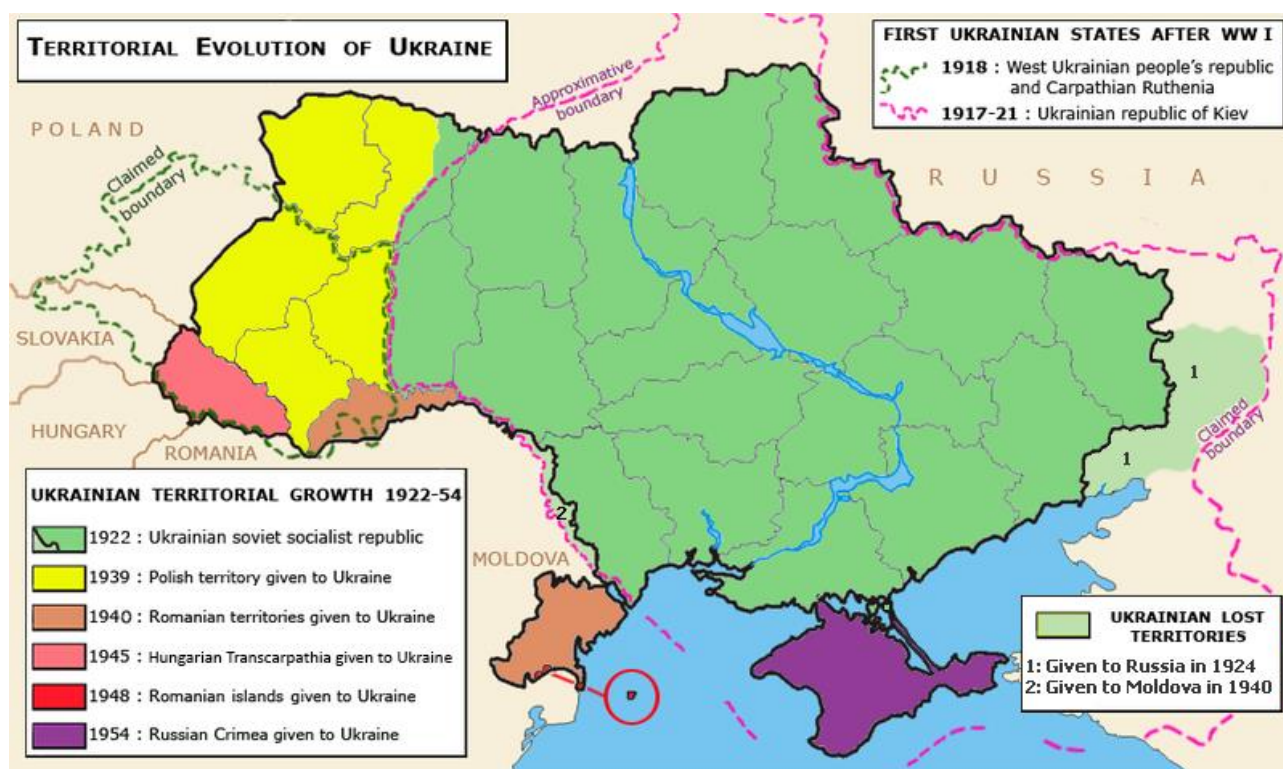 TERRITORIAL EVOLUTION OF UKRAINE
FIRST UKRAINIAN STATES AFTER WW I
1918 : West Ukrainian people's republic
and Carpathian Ruthenia
1917-21 : Ukrainian republic of Kiev
Approximative
boundary
POLAND
Claimed
boundary
RUSSIA
SLOVAKIA
HUNGARY
ROMANIA
1
1
Claimed
boundary
2
MOLDOVA
UKRAINIAN TERRITORIAL GROWTH 1922-54
1922 : Ukrainian soviet socialist republic
1939 : Polish territory given to Ukraine
1940 : Romanian territories given to Ukraine
1945 : Hungarian Transcarpathia given to Ukraine
1948 : Romanian islands given to Ukraine
1954 : Russian Crimea given to Ukraine
UKRAINIAN LOST
TERRITORIES
1: Given to Russia in 1924
2: Given to Moldova in 1940